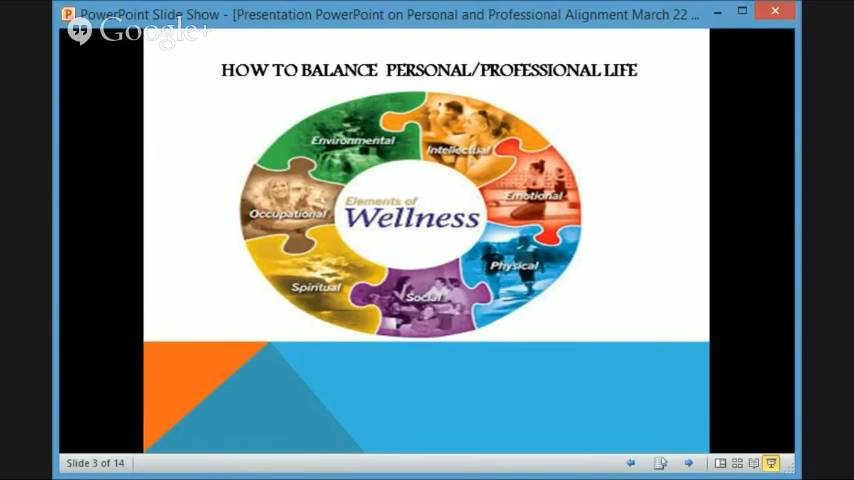 PowerPoint Slide Show - [Presentation PowerPoint on Personal and Professional Alignment March 22 ...
Google+
HOW TO BALANCE PERSONAL/PROFESSIONAL LIFE
Environmental
Intellectual
Emotional
Elements of
Wellness
Occupational
Physical
Spiritual
Social
Slide 3 of 14